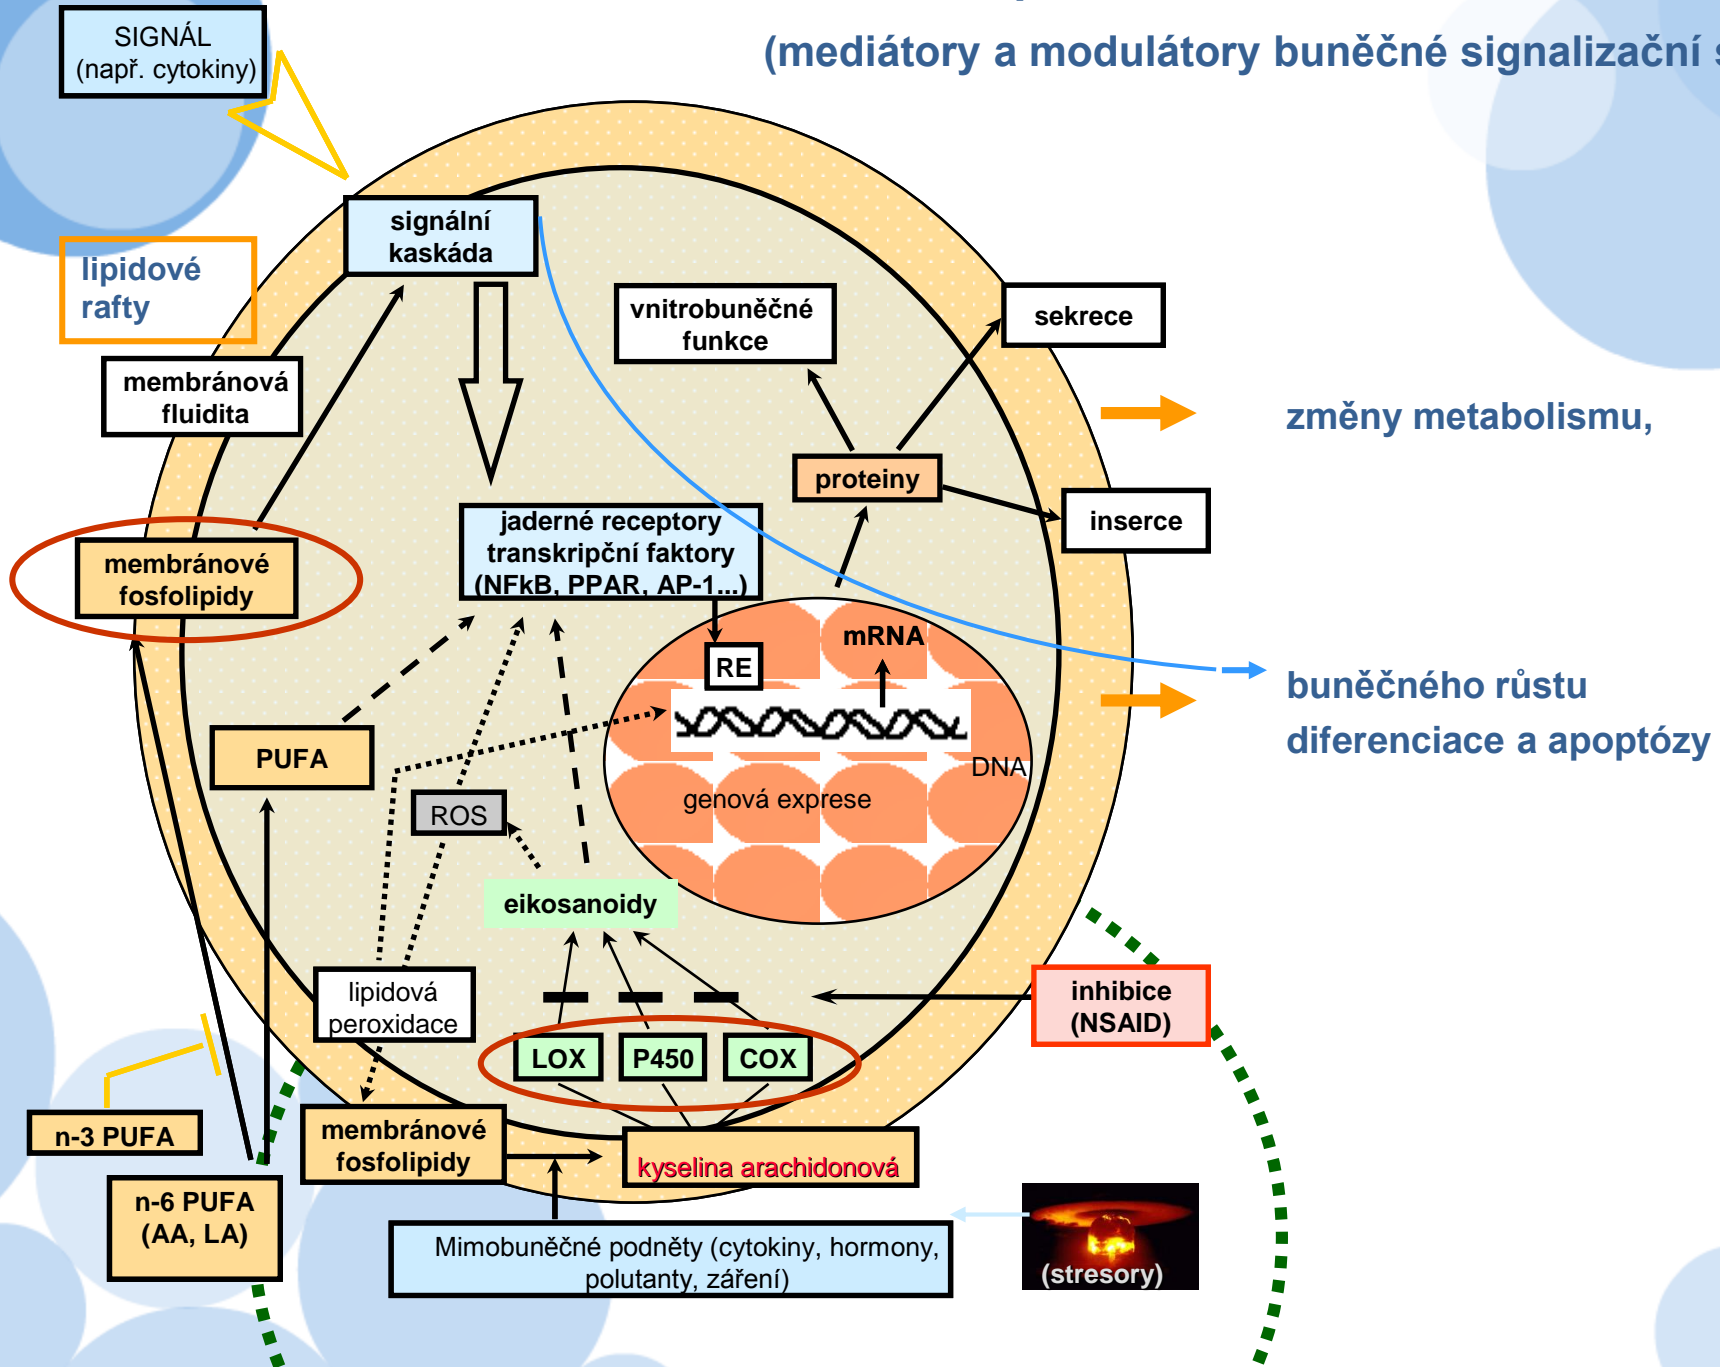 (mediátory a modulátory buněčné signalizační
SIGNÁL
(např. cytokiny)
signální
kaskáda
lipidové
rafty
vnitrobuněčné
funkce
sekrece
membránová
fluidita
změny metabolismu,
proteiny
inserce
jaderné receptory
transkripční faktory
(NFkB, PPAR, AP-1...)
membránové
fosfolipidy
mRNA
RE
buněčného růstu
diferenciace a apoptózy
PUFA
DNA
genová exprese
ROS
eikosanoidy
lipidová
peroxidace
inhibice
(NSAID)
LOX
P450
COX
n-3 PUFA
membránové
fosfolipidy
kyselina arachidonová
n-6 PUFA
(AA, LA)
Mimobuněčné podněty (cytokiny, hormony,
polutanty, záření)
(stresory)